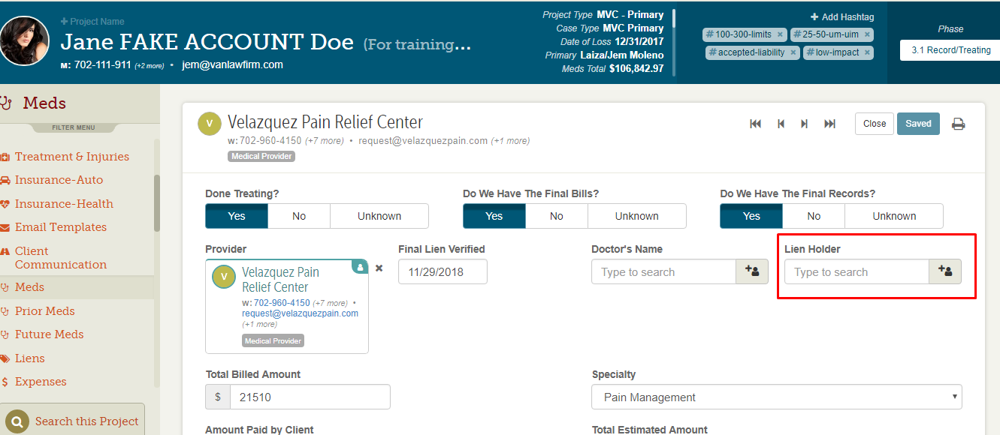 Project Name
Jane FAKE ACCOUNT Doe (For training...
M: 702-111-911 (+2 more) • jem@vanlawfirm.com
Project Type MVC - Primary
Case Type MVC Primary
Date of Loss 12/31/2017
Primary Laiza/Jem Moleno
Meds Total $106,842.97
Add Hashtag
#100-300-limits × #25-50-um-uim ×
#accepted-liability × #low-impact ×
Phase
3.1 Record/Treating
Meds
FILTER MENU
Treatment & Injuries
Insurance-Auto
Insurance-Health
Email Templates
Client
Communication
Meds
Prior Meds
Future Meds
Liens
$ Expenses
Search this Project
V
Velazquez Pain Relief Center
w: 702-960-4150 (+7 more) • request@velazquezpain.com (+1 more)
Medical Provider
Close Saved
Done Treating? Do We Have The Final Bills? Do We Have The Final Records?
Yes No Unknown Yes No Unknown Yes No Unknown
Provider Final Lien Verified Doctor's Name Lien Holder
V
Velazquez Pain
Relief Center
w: 702-960-4150 (+7 more) •
request@velazquezpain.com
(+1 more)
Medical Provider
11/29/2018
Type to search
Type to search
Total Billed Amount Specialty
$ 21510 Pain Management
Amount Paid by Client Total Estimated Amount